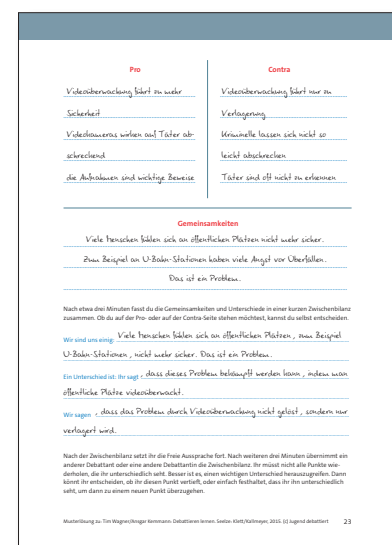 Pro
Contra
Videoüberwachung führt zu mehr
Sicherheit
Videokameras wirken auf Täter ab-
schreckend
die Aufnahmen sind wichtige Beweise
Videoüberwachung führt nur zu
Verlagerung
Kriminelle lassen sich nicht so
leicht abschrecken
Täter sind oft nicht zu erkennen
Gemeinsamkeiten
Viele Menschen fühlen sich an öffentlichen Plätzen nicht mehr sicher.
Zum Beispiel an U-Bahn-Stationen haben viele Angst vor Überfällen.
Das ist ein Problem.
Nach etwa drei Minuten fasst du die Gemeinsamkeiten und Unterschiede in einer kurzen Zwischenbilanz
zusammen. Ob du auf der Pro- oder auf der Contra-Seite stehen möchtest, kannst du selbst entscheiden.
Wir sind uns einig: Viele Menschen fühlen sich an öffentlichen Plätzen, zum Beispiel
U-Bahn-Stationen, nicht mehr sicher. Das ist ein Problem.
Ein Unterschied ist: Ihr sagt, dass dieses Problem bekämpft werden kann, indem man
öffentliche Plätze videoüberwacht.
Wir sagen, dass das Problem durch Videoüberwachung nicht gelöst, sondern nur
verlagert wird.
Nach der Zwischenbilanz setzt ihr die Freie Aussprache fort. Nach weiteren drei Minuten übernimmt ein
anderer Debattant oder eine andere Debattantin die Zwischenbilanz. Ihr müsst nicht alle Punkte wie-
derholen, die ihr unterschiedlich seht. Besser ist es, einen wichtigen Unterschied herauszugreifen. Dann
könnt ihr entscheiden, ob ihr diesen Punkt vertieft, oder einfach festhaltet, dass ihr ihn unterschiedlich
seht, um dann zu einem neuen Punkt überzugehen.
Musterlösung zu: Tim Wagner/Ansgar Kemmann: Debattieren lernen. Seelze: Klett/Kallmeyer, 2015. (c) Jugend debattiert 23